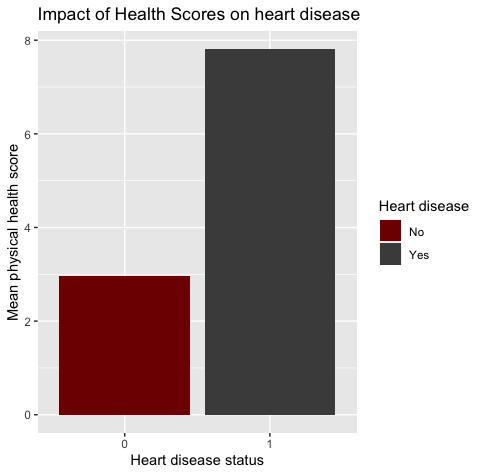 Impact of Health Scores on heart disease
Mean physical health score
8
6
4
2
0
0 1
Heart disease status
Heart disease
No
Yes